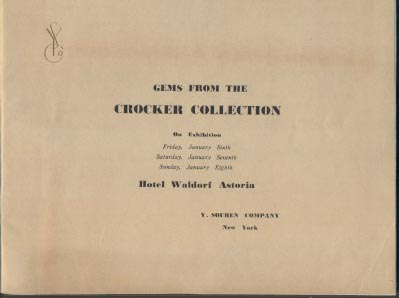 GEMS FROM THE
CROCKER COLLECTION
On Exhibition
Friday, January Sixth
Saturday, January Seventh
Sunday, January Eighth
Hotel Waldorf Astoria
Y. SOUREN COMPANY
New York